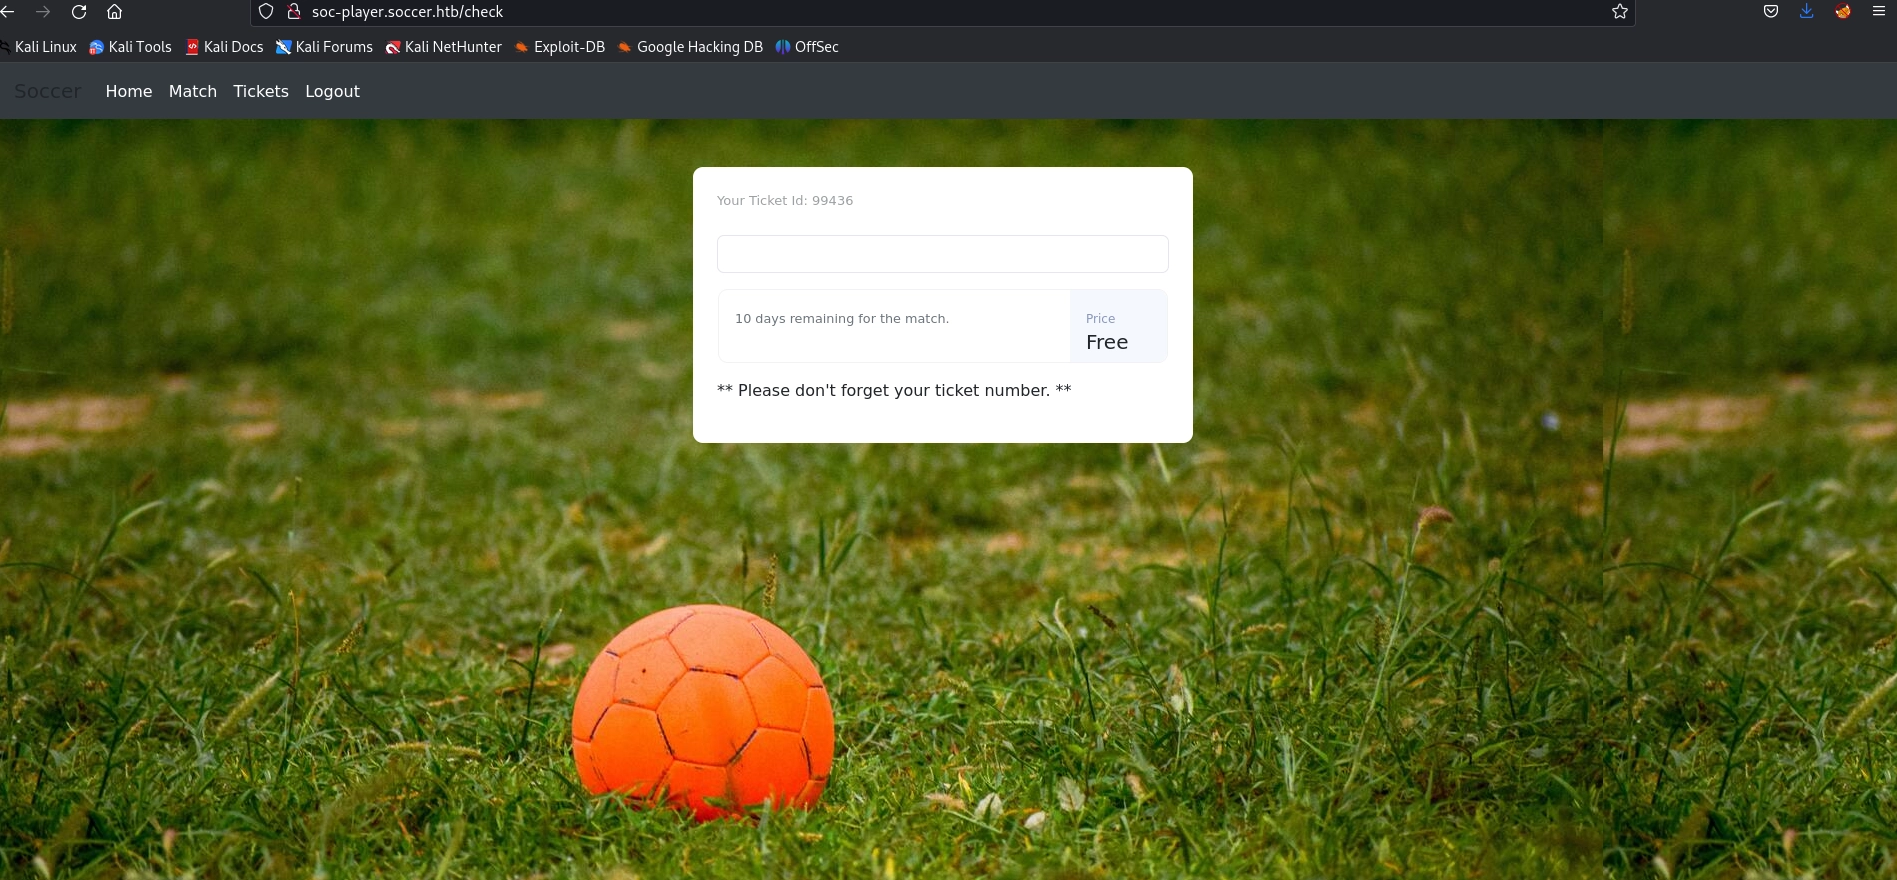 soc-player.soccer.htb/check
Kali Linux Kali Tools Kali Docs Kali Forums Kali NetHunter Exploit-DB Google Hacking DB OffSec
Soccer Home Match Tickets Logout
Your Ticket Id: 99436
10 days remaining for the match.
Price
Free
** Please don't forget your ticket number. **